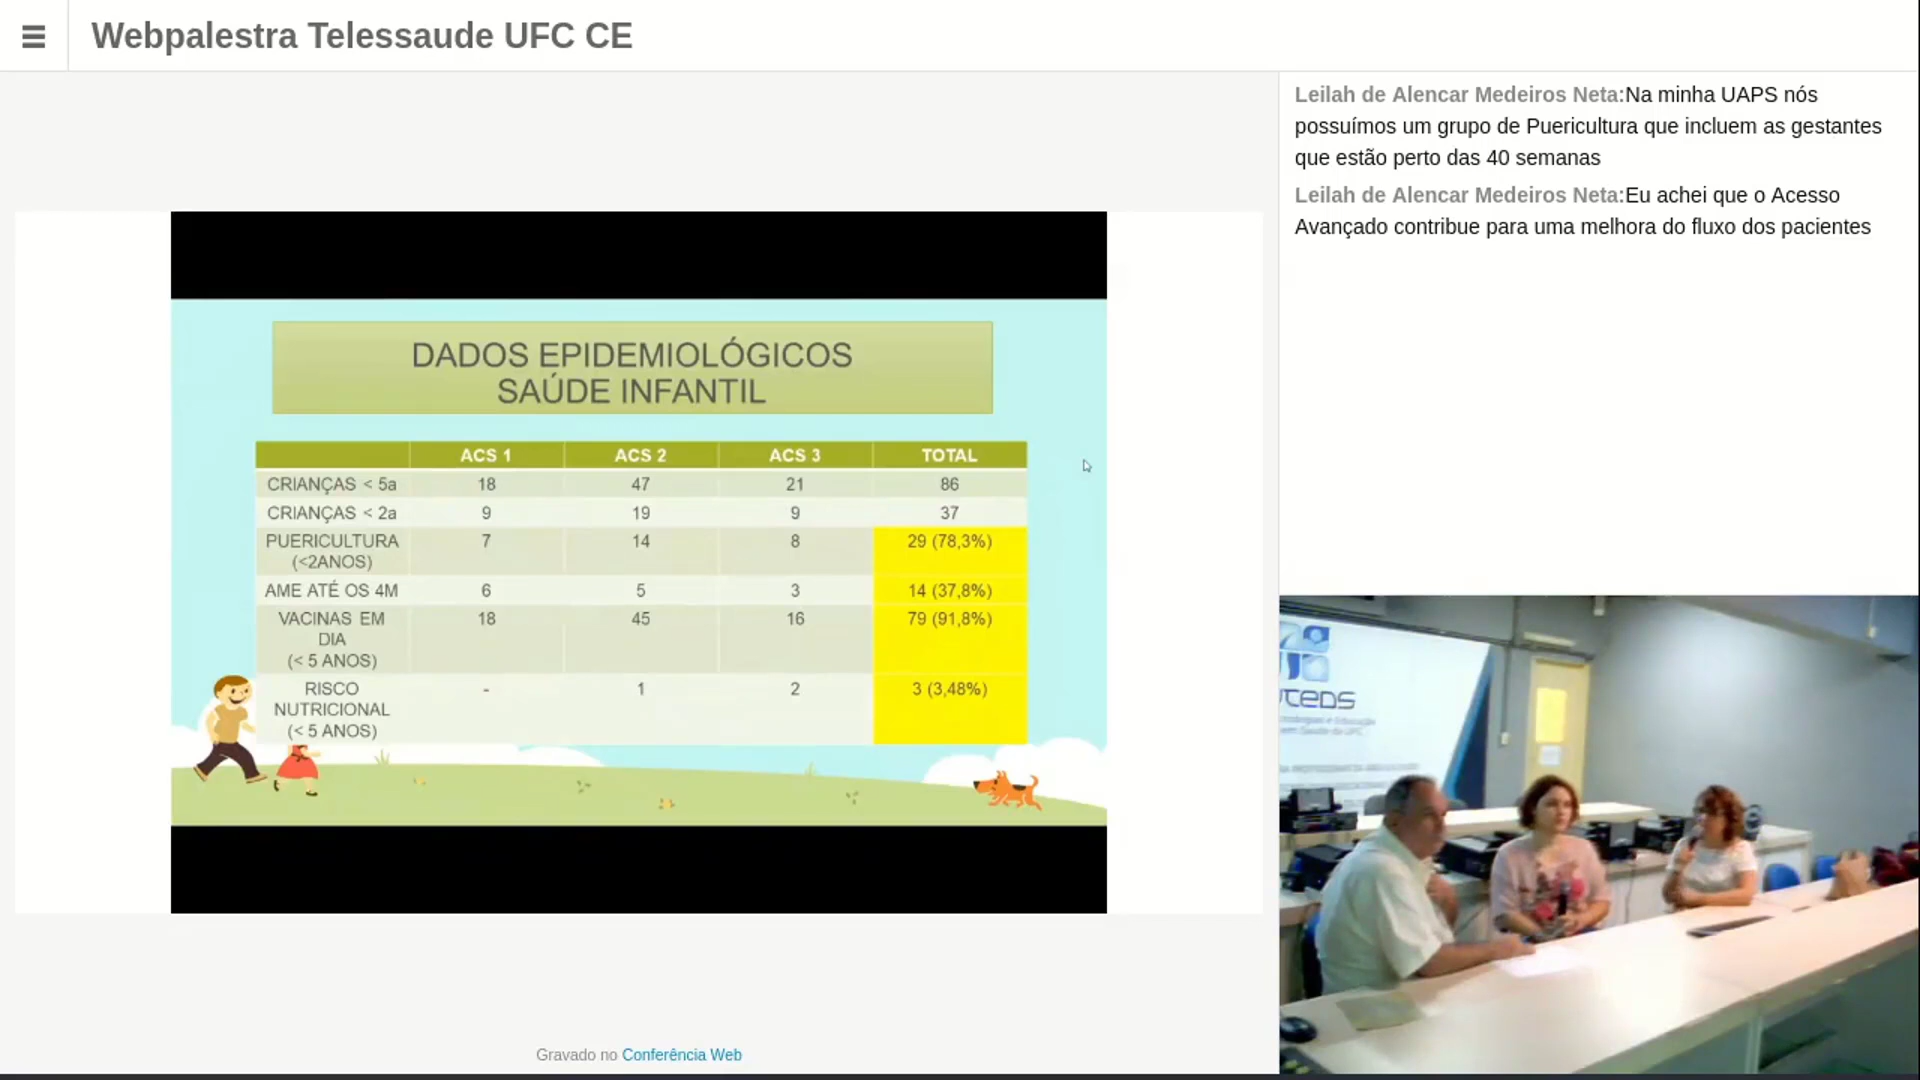 Webpalestra Telessaude UFC CE
Leilah de Alencar Medeiros Neta:Na minha UAPS nós
possuímos um grupo de Puericultura que incluem as gestantes
que estão perto das 40 semanas
Leilah de Alencar Medeiros Neta:Eu achei que o Acesso
Avançado contribue para uma melhora do fluxo dos pacientes
DADOS EPIDEMIOLÓGICOS
SAÚDE INFANTIL
ACS 1 ACS 2 ACS 3 TOTAL
CRIANÇAS < 5a 18 47 21 86
CRIANÇAS < 2a 9 19 9 37
PUERICULTURA 7 14 8 29 (78,3%)
(<2ANOS)
AME ATÉ OS 4M 6 5 3 14 (37,8%)
VACINAS EM 18 45 16 79 (91,8%)
DIA
(< 5 ANOS)
RISCO - 1 2 3 (3,48%)
NUTRICIONAL
(< 5 ANOS)
Gravado no Conferência Web